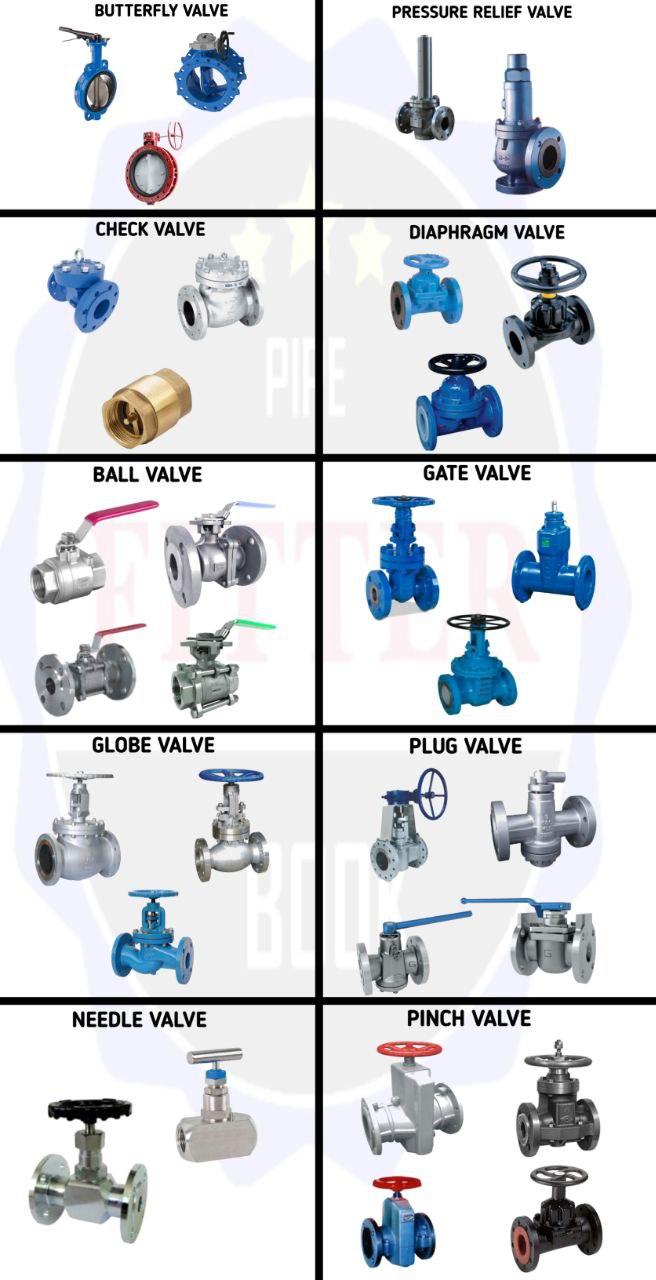 BUTTERFLY VALVE
PRESSURE RELIEF VALVE
CHECK VALVE
DIAPHRAGM VALVE
PIPE
BALL VALVE
GATE VALVE
FITTER
GLOBE VALVE
PLUG VALVE
BOOK
NEEDLE VALVE
PINCH VALVE